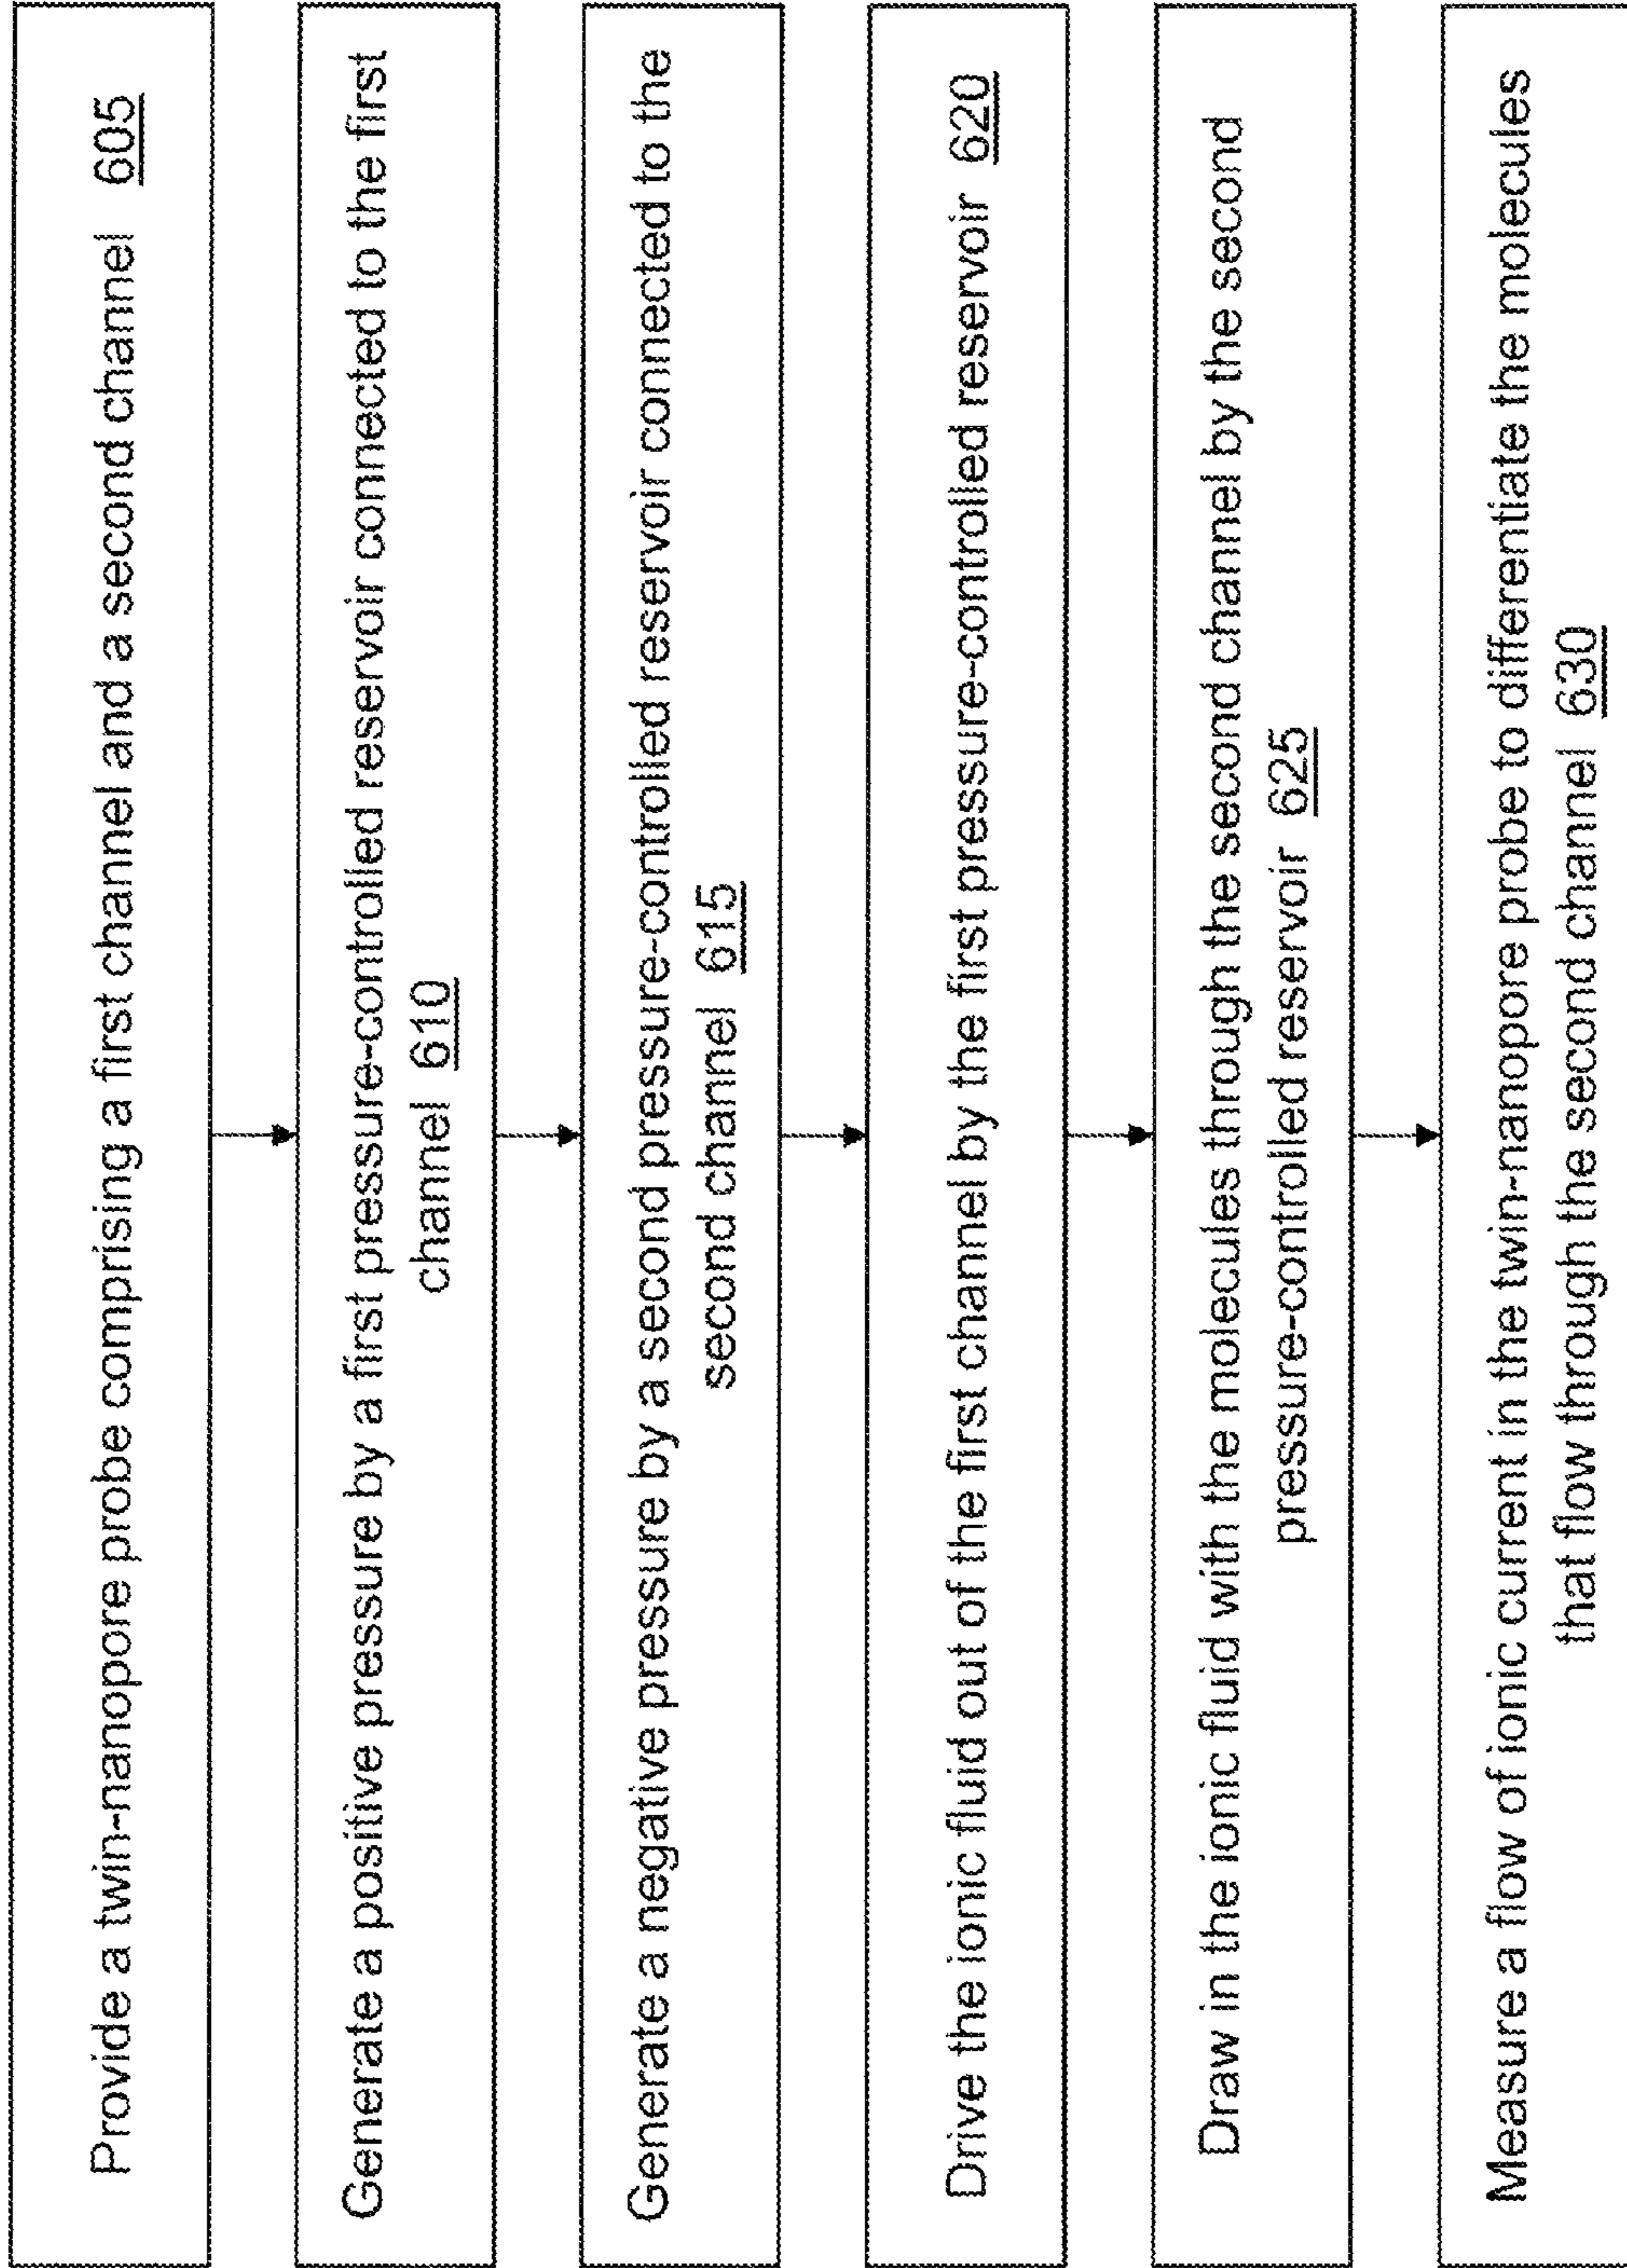 Provide a twin-nanopore probe comprising a first channel and a second channel 605
Generate a positive pressure by a first pressure-controlled reservoir connected to the first
channel 610
Generate a negative pressure by a second pressure-controlled reservoir connected to the
second channel 615
Drive the ionic fluid out of the first channel by the first pressure-controlled reservoir 620
Draw in the ionic fluid with the molecules through the second channel by the second
pressure-controlled reservoir 625
Measure a flow of ionic current in the twin-nanopore probe to differentiate the molecules
that flow through the second channel 630